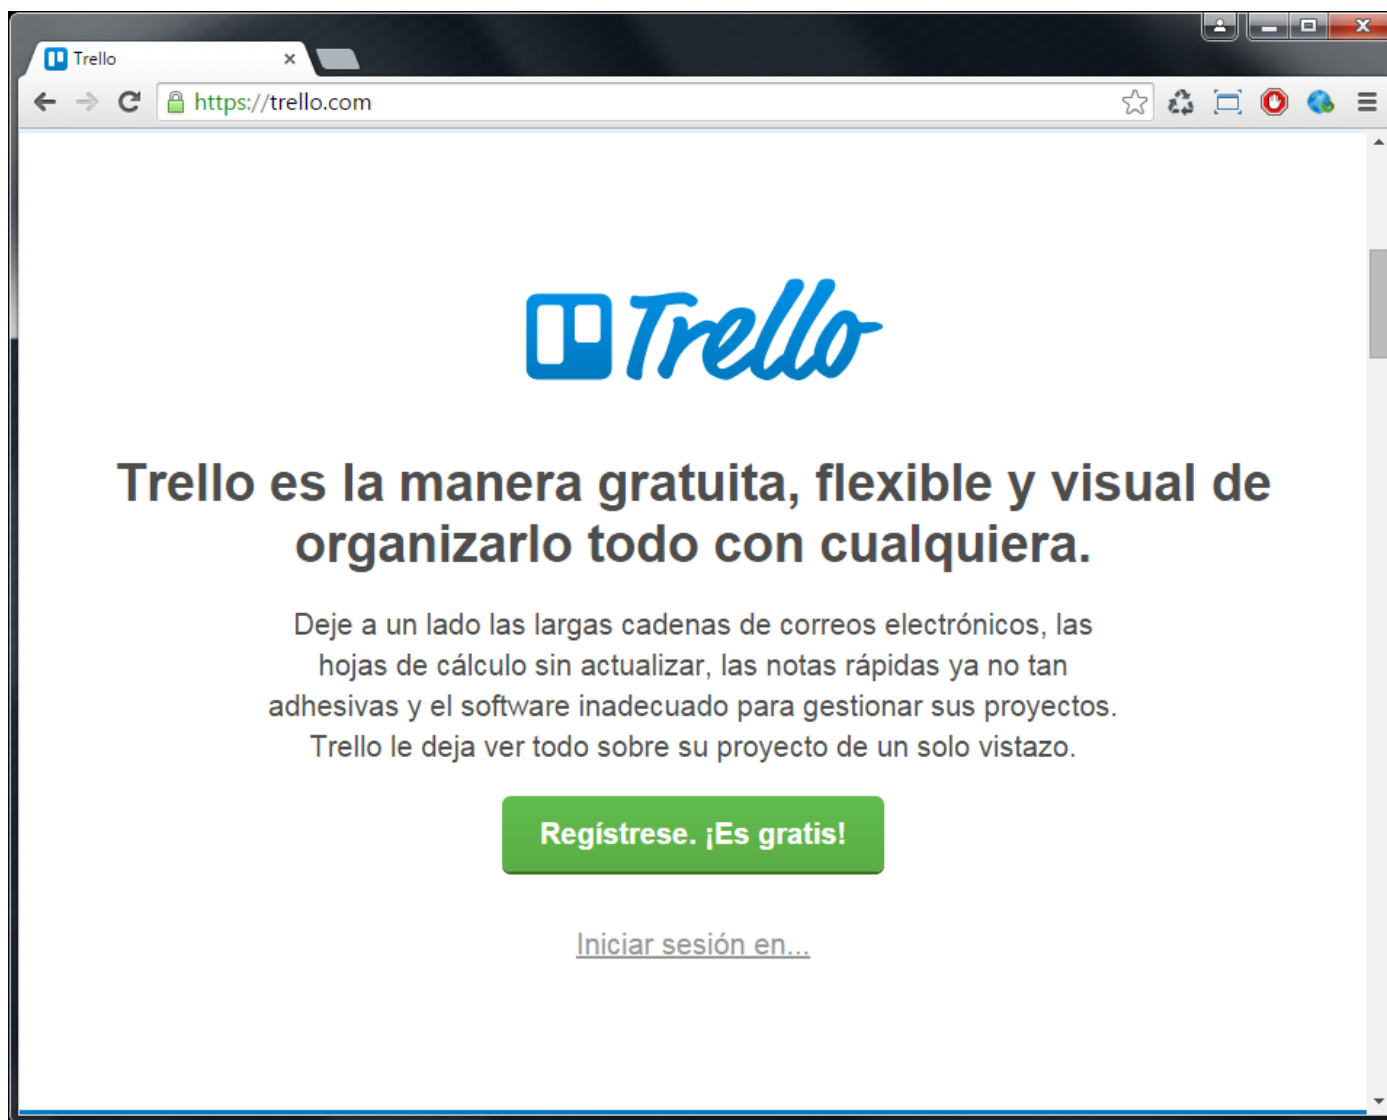 Trello
https://trello.com
Trello
Trello es la manera gratuita, flexible y visual de
organizarlo todo con cualquiera.
Deje a un lado las largas cadenas de correos electrónicos, las
hojas de cálculo sin actualizar, las notas rápidas ya no tan
adhesivas y el software inadecuado para gestionar sus proyectos.
Trello le deja ver todo sobre su proyecto de un solo vistazo.
Regístrese. ¡Es gratis!
Iniciar sesión en...